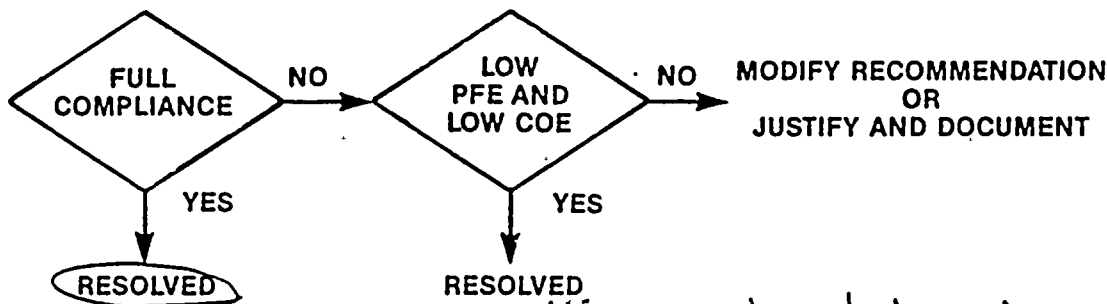 FULL
COMPLIANCE
NO
LOW
PFE AND
LOW COE
NO
MODIFY RECOMMENDATION
OR
JUSTIFY AND DOCUMENT
YES
YES
RESOLVED
RESOLVED